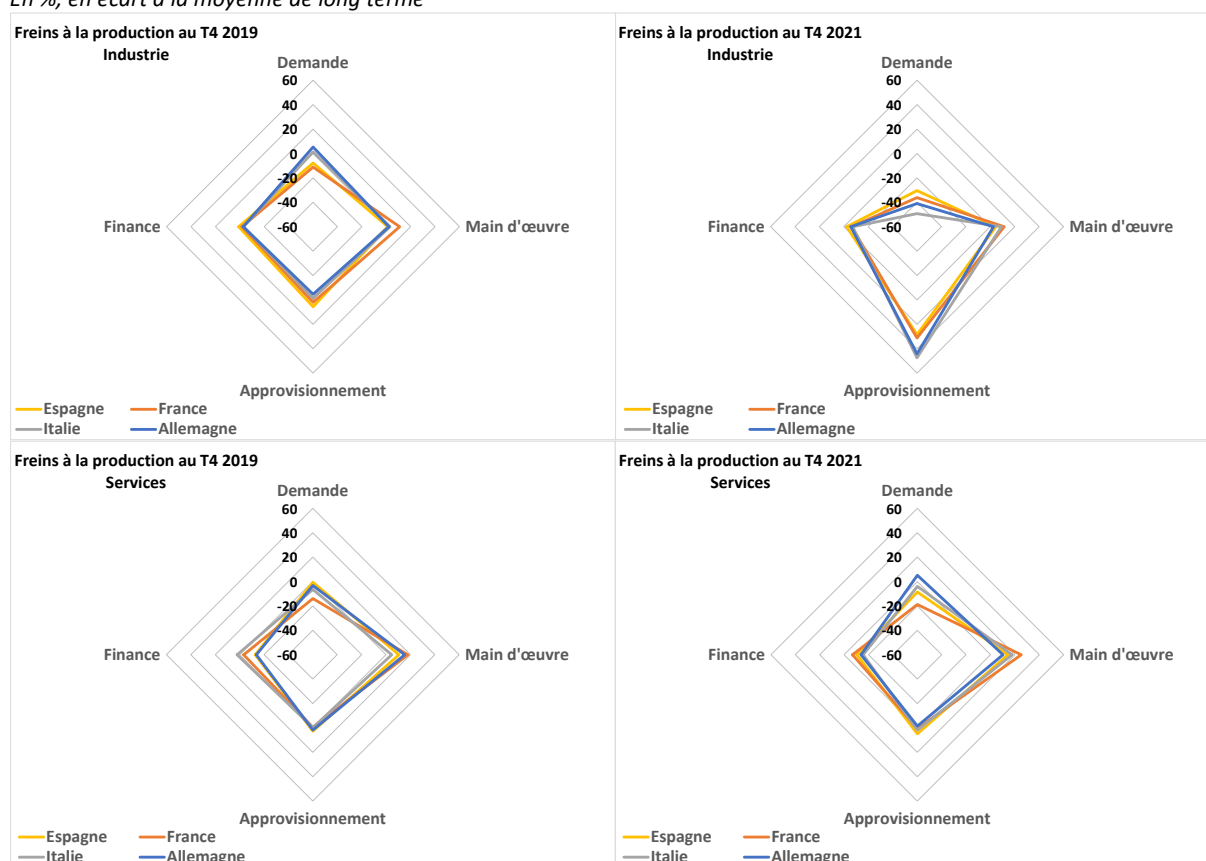 En %, en écart à la moyenne de long terme
Freins à la production au T4 2019
Industrie
Demande
60
40
20
0
-20
-40
-60
Finance
Main d'œuvre
Approvisionnement
Espagne
France
Italie
Allemagne
Freins à la production au T4 2021
Industrie
Demande
60
40
20
0
-20
-40
-60
Finance
Main d'œuvre
Approvisionnement
Espagne
France
Italie
Allemagne
Freins à la production au T4 2019
Services
Demande
60
40
20
0
-20
-40
-60
Finance
Main d'œuvre
Approvisionnement
Espagne
France
Italie
Allemagne
Freins à la production au T4 2021
Services
Demande
60
40
20
0
-20
-40
-60
Finance
Main d'œuvre
Approvisionnement
Espagne
France
Italie
Allemagne